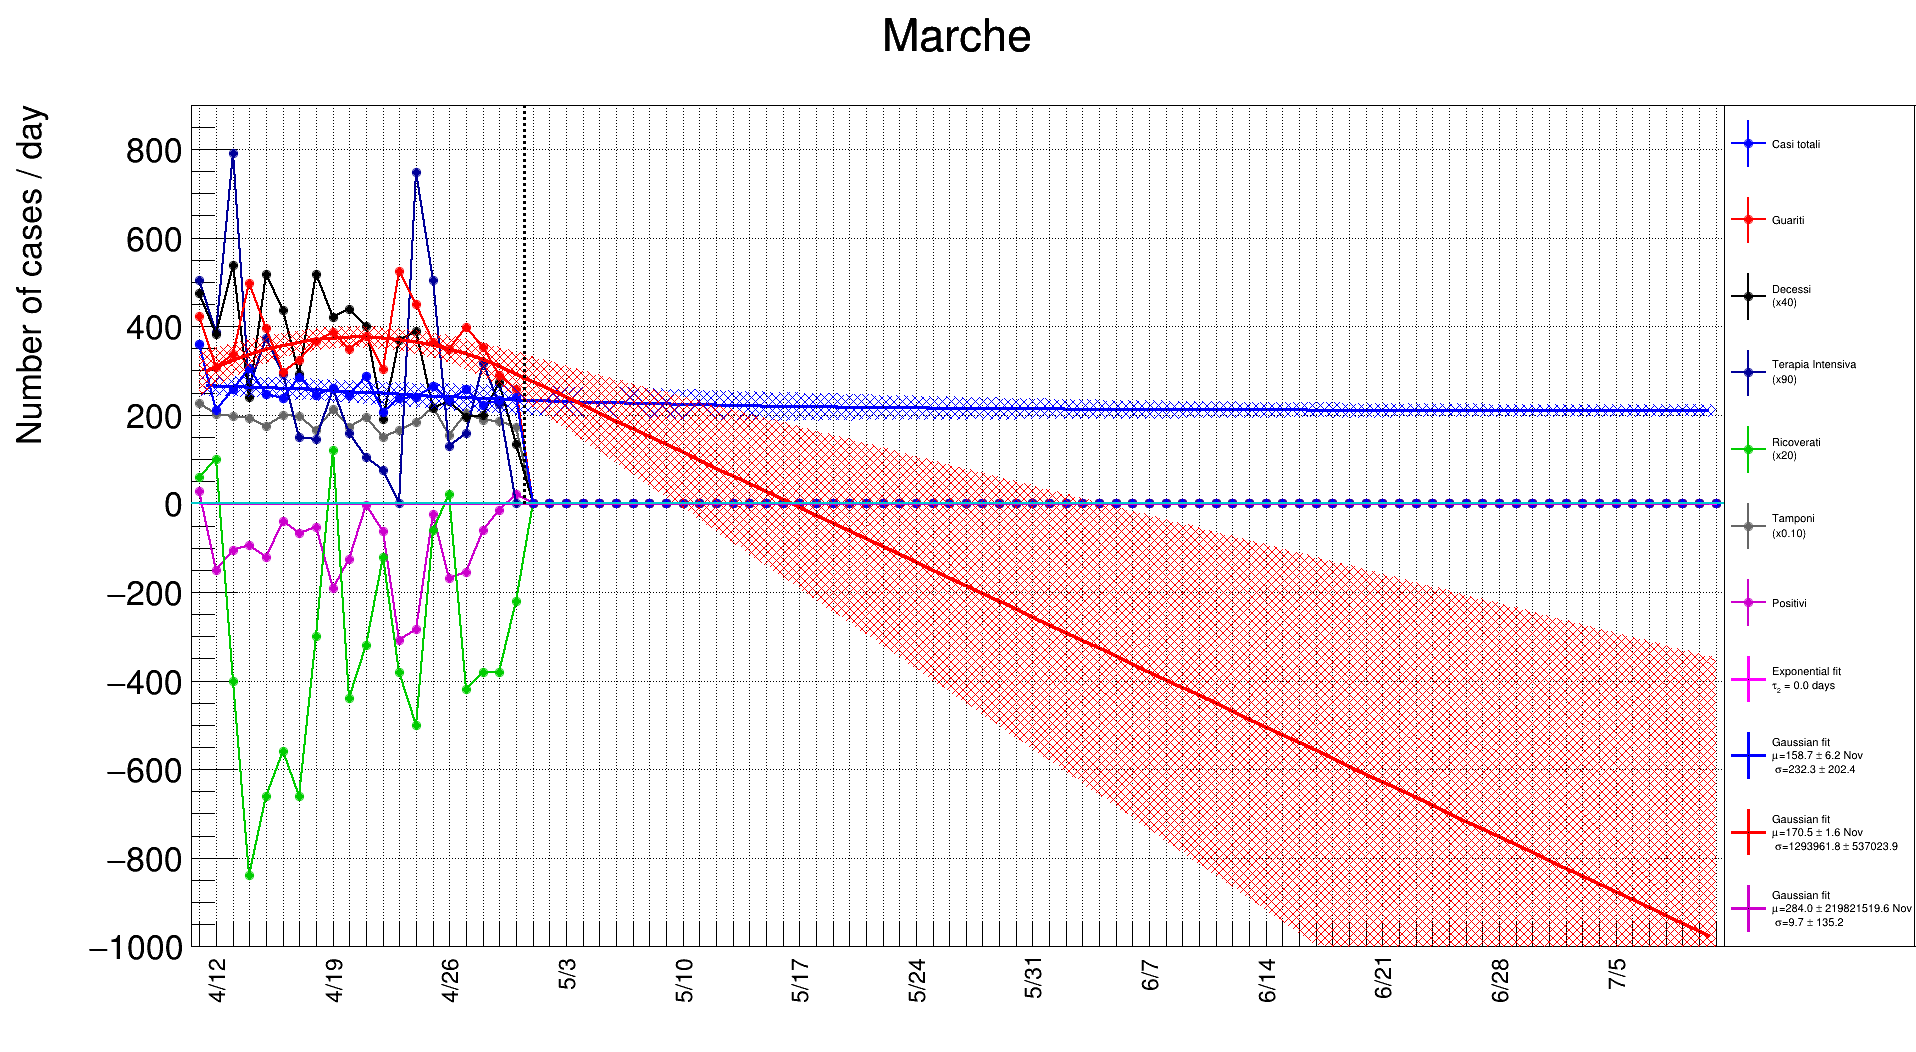 Marche
Number of cases / day
800
600
400
200
0
−200
−400
−600
−800
−1000
4/12
4/19
4/26
5/3
5/10
5/17
5/24
5/31
6/7
6/14
6/21
6/28
7/5
Casi totali
Guariti
Decessi
(x40)
Terapia Intensiva
(x90)
Ricoverati
(x20)
Tamponi
(x0.10)
Positivi
Exponential fit
τ2 = 0.0 days
Gaussian fit
μ=158.7 ± 6.2 Nov
σ=232.3 ± 202.4
Gaussian fit
μ=170.5 ± 1.6 Nov
σ=1293961.8 ± 537023.9
Gaussian fit
μ=284.0 ± 219821519.6 Nov
σ=9.7 ± 135.2